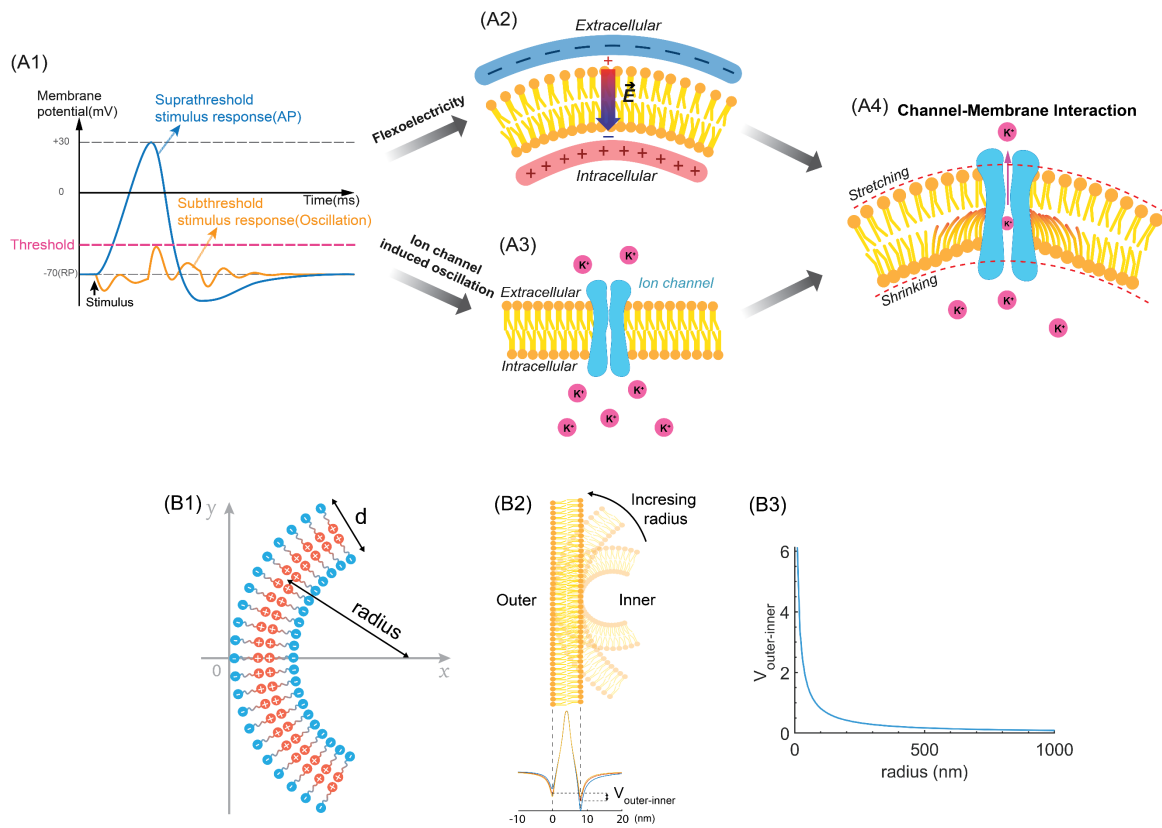 (A1)
Membrane
potential(mV)
Suprathreshold
stimulus response(AP)
+30
0
Time(ms)
Subthreshold
stimulus response(Oscillation)
Threshold
-70(RP)
Stimulus
Flexoelectricity
Ion channel
induced oscillation
(A2)
Extracellular
− − − − − − − − − −
+
E
−
+ + + + + + + + + +
Intracellular
(A3)
K+
K+
Extracellular
Ion channel
Intracellular
K+
K+
K+
K+
K+
(A4)
Channel-Membrane Interaction
K+
Stretching
K+
Shrinking
K+
K+
K+
(B1)
y
d
radius
0
x
(B2)
Incresing
radius
Outer
Inner
V outer-inner
-10
0
10
20
(nm)
(B3)
V outer-inner
6
4
2
0
0
500
1000
radius (nm)